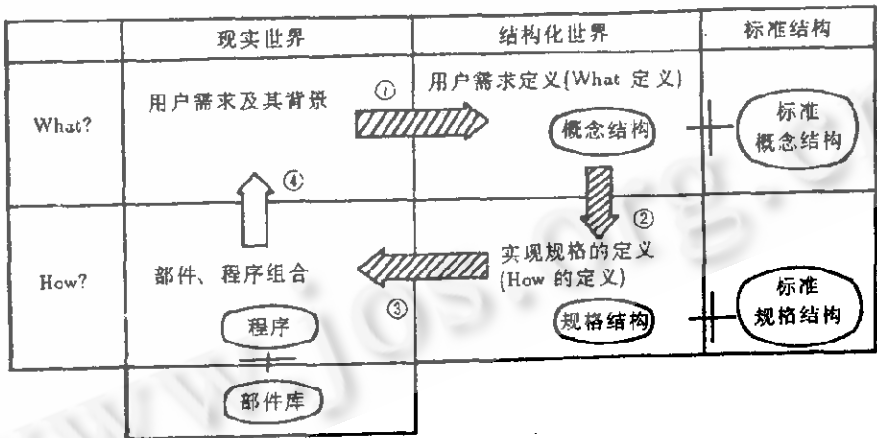 现实世界
结构化世界
标准结构
What?
用户需求及其背景
①
用户需求定义(What 定义)
概念结构
标准
概念结构
④
②
How?
部件、程序组合
③
实现规格的定义
(How 的定义)
程序
规格结构
标准
规格结构
部件库
www.jos.org.cn